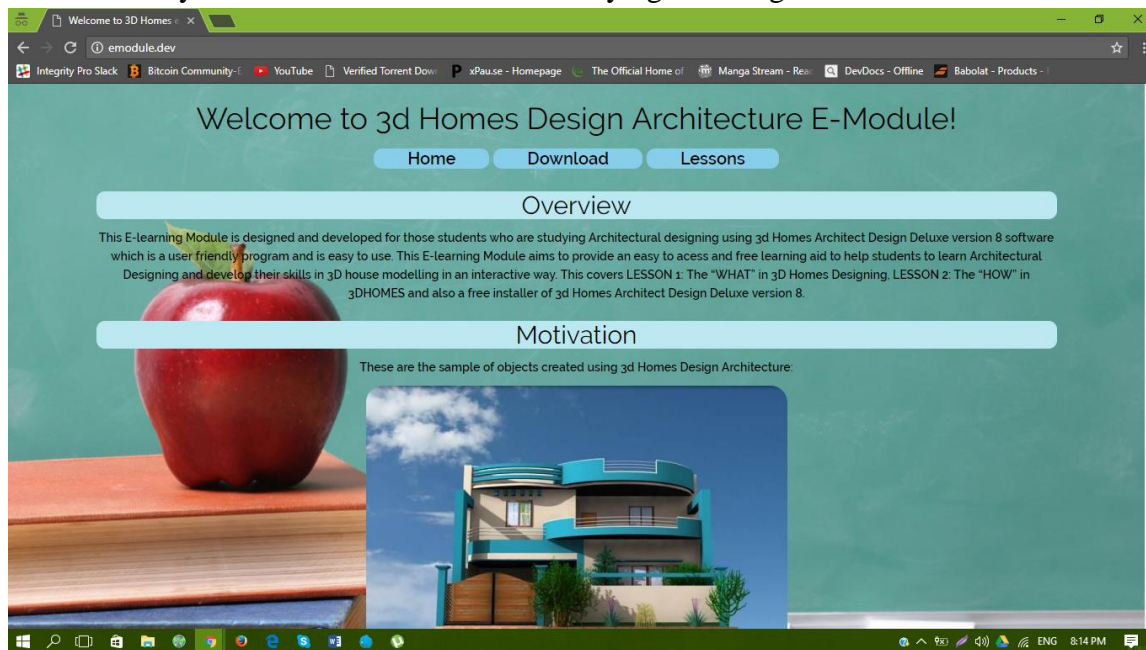 Welcome to 3D Homes
emodule.dev
Integrity Pro Slack Bitcoin Community-E YouTube Verified Torrent Dow xPau.se - Homepage The Official Home of Manga Stream - Rea DevDocs - Offline Babolat - Products -
Welcome to 3d Homes Design Architecture E-Module!
Home Download Lessons
Overview
This E-learning Module is designed and developed for those students who are studying Architectural designing using 3d Homes Architect Design Deluxe version 8 software
which is a user friendly program and is easy to use. This E-learning Module aims to provide an easy to acess and free learning aid to help students to learn Architectural
Designing and develop their skills in 3D house modelling in an interactive way. This covers LESSON 1: The “WHAT” in 3D Homes Designing, LESSON 2: The “HOW” in
3DHOMES and also a free installer of 3d Homes Architect Design Deluxe version 8.
Motivation
These are the sample of objects created using 3d Homes Design Architecture:
ENG 8:14 PM